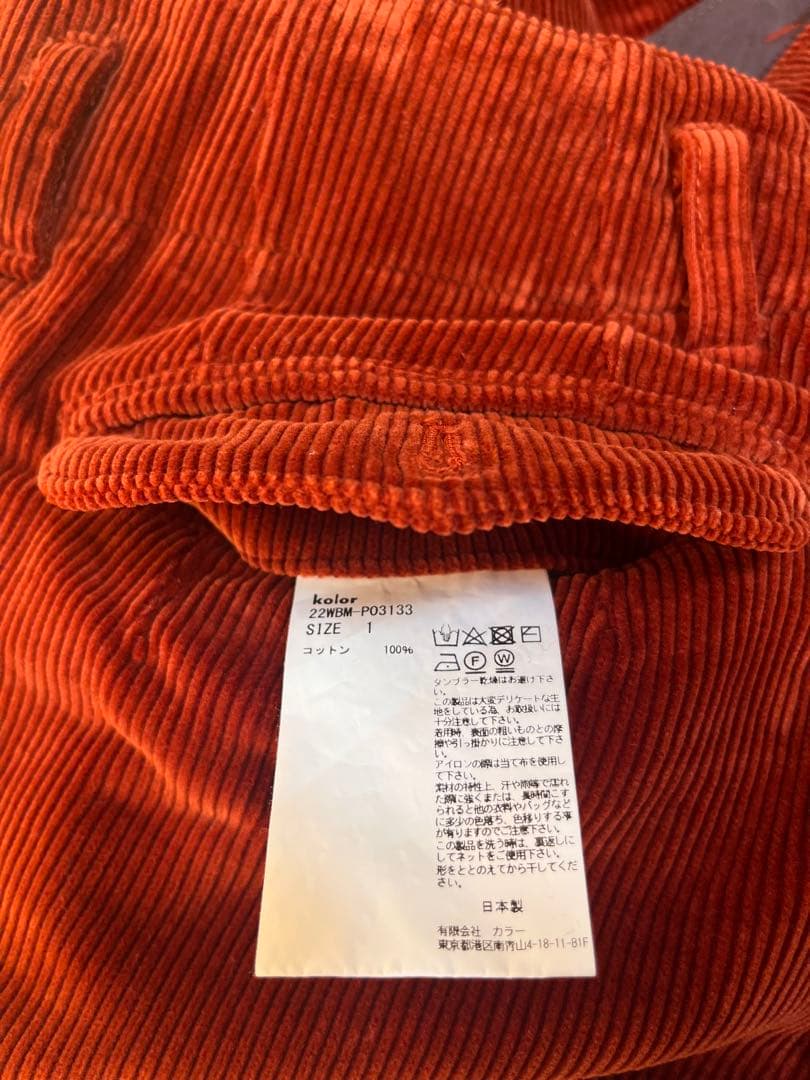 kolor
22WBM-P03133
SIZE 1
コットン 100%
F W
タンブラー乾燥はお避け下さ
い。
この製品は大変デリケートな生
地をしている為、お取扱いには
十分注意して下さい。
着用時、表面の粗いものとの摩
擦や引っ掛かりに注意して下さ
い。
アイロンの際は当て布を使用し
て下さい。
素材の特性上、汗や雨等で濡れ
た際に強くまたは、長時間こす
られると他の衣料やバッグなど
に多少の色落ち、色移りする事
が有りますのでご注意下さい。
この製品を洗う時は、裏返しに
してネットをご使用下さい。
形をととのえてから干してくだ
さい。
日本製
有限会社 カラー
東京都港区南青山4-18-11-B1F